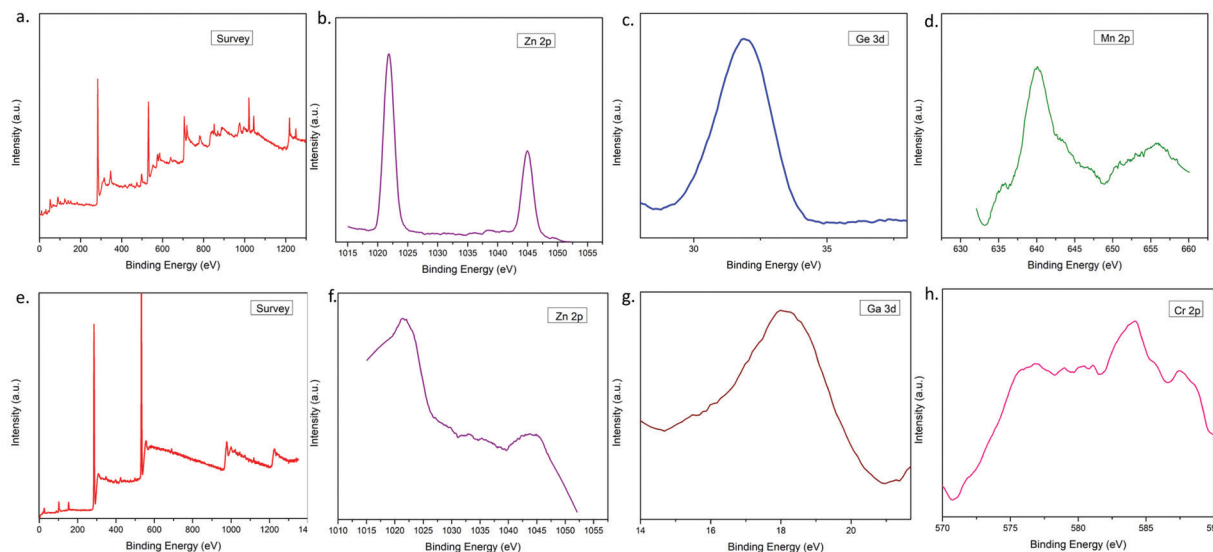 a.
Survey
Intensity (a.u.)
0 200 400 600 800 1000 1200
Binding Energy (eV)
b.
Zn 2p
Intensity (a.u.)
1015 1020 1025 1030 1035 1040 1045 1050 1055
Binding Energy (eV)
c.
Ge 3d
Intensity (a.u.)
30 35
Binding Energy (eV)
d.
Mn 2p
Intensity (a.u.)
630 635 640 645 650 655 660
Binding Energy (eV)
e.
Survey
Intensity (a.u.)
0 200 400 600 800 1000 1200 14
Binding Energy (eV)
f.
Zn 2p
Intensity (a.u.)
1010 1015 1020 1025 1030 1035 1040 1045 1050 1055
Binding Energy (eV)
g.
Ga 3d
Intensity (a.u.)
14 16 18 20
Binding Energy (eV)
h.
Cr 2p
Intensity (a.u.)
570 575 580 585 59
Binding Energy (eV)